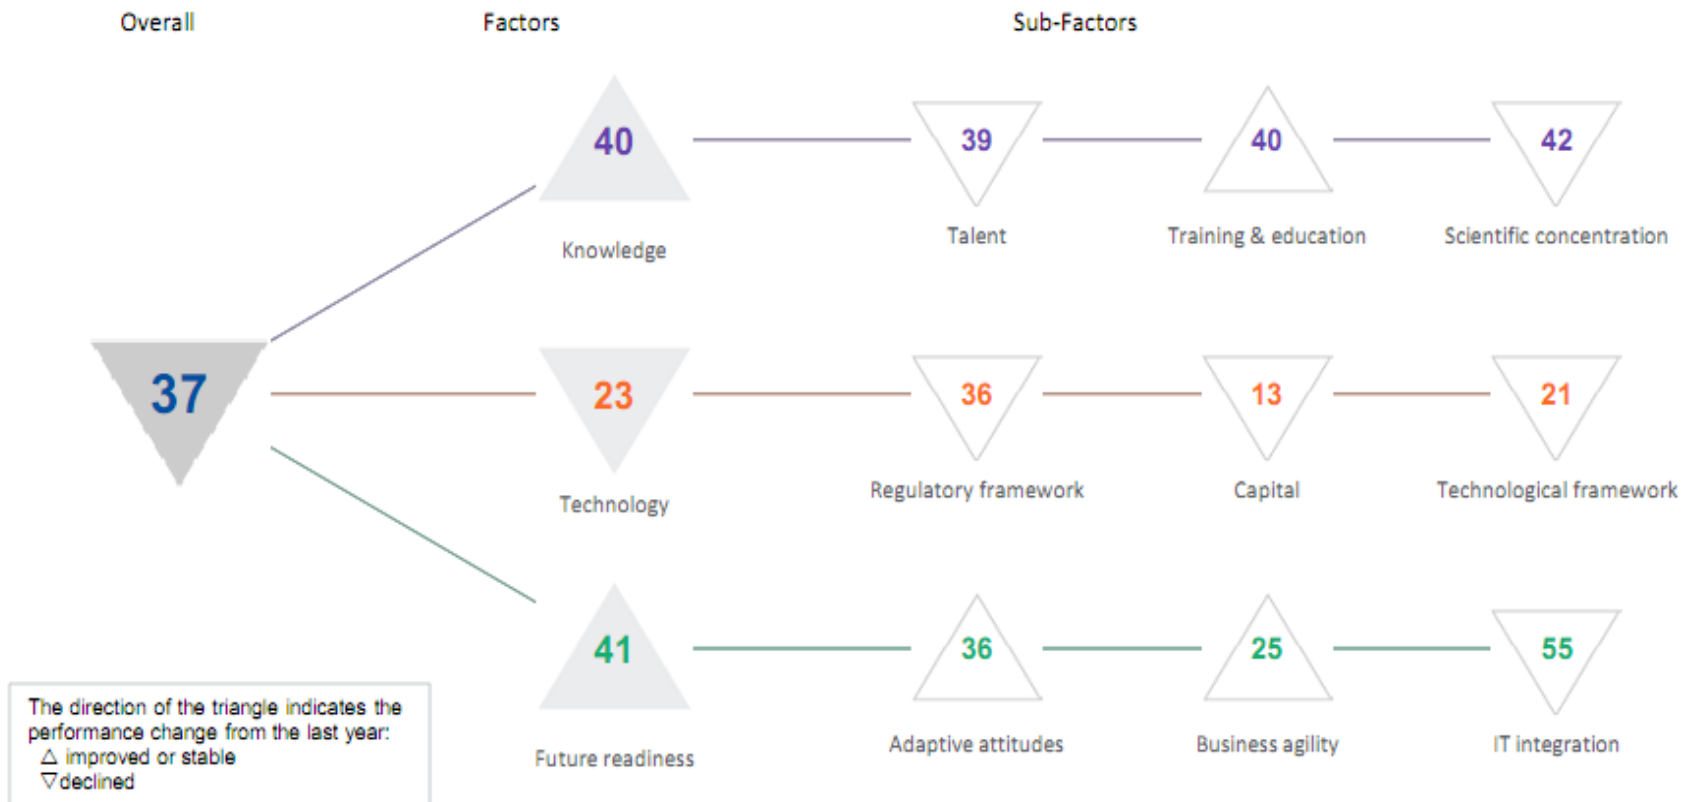 Overall Factors Sub-Factors
40 39 40 42
Knowledge Talent Training & education Scientific concentration
37 23 36 13 21
Technology Regulatory framework Capital Technological framework
41 36 25 55
Future readiness Adaptive attitudes Business agility IT integration
The direction of the triangle indicates the
performance change from the last year:
△ improved or stable
▽declined